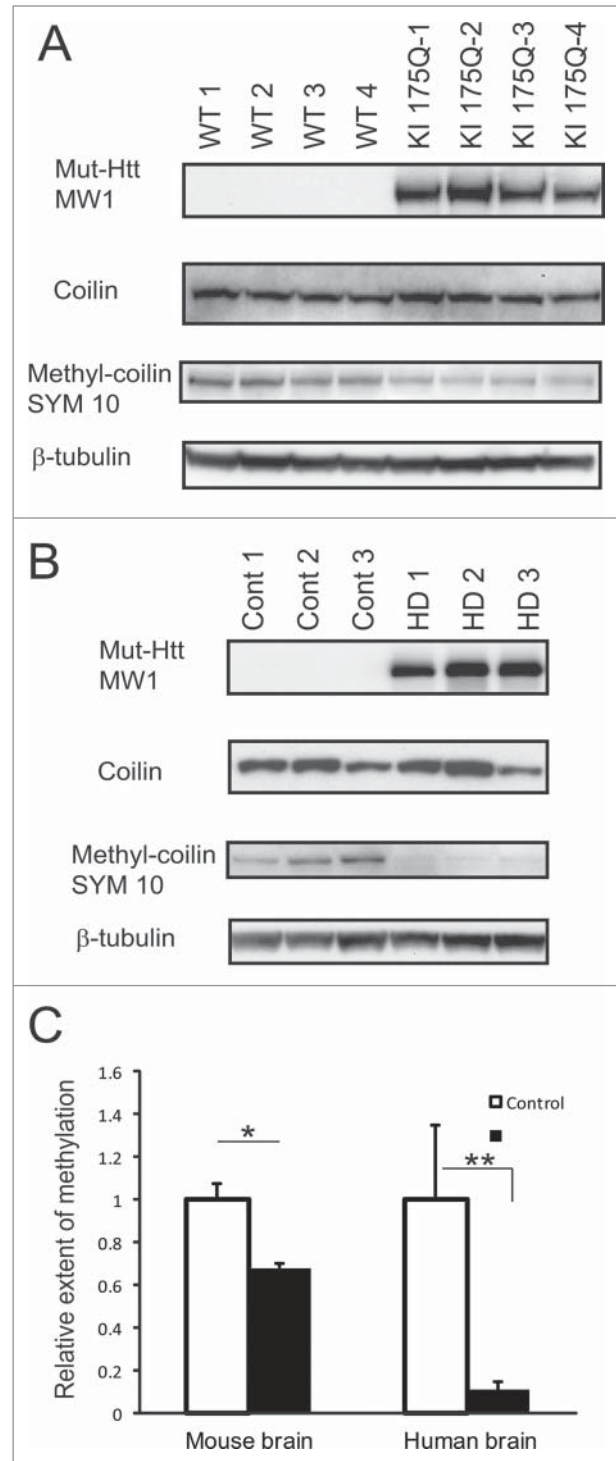 A
WT 1
WT 2
WT 3
WT 4
KI 175Q-1
KI 175Q-2
KI 175Q-3
KI 175Q-4
Mut-Htt
MW1
Coilin
Methyl-coilin
SYM 10
β-tubulin
B
Cont 1
Cont 2
Cont 3
HD 1
HD 2
HD 3
Mut-Htt
MW1
Coilin
Methyl-coilin
SYM 10
β-tubulin
C
Relative extent of methylation
1.6
1.4
1.2
1
0.8
0.6
0.4
0.2
0
*
**
Control
Mouse brain
Human brain